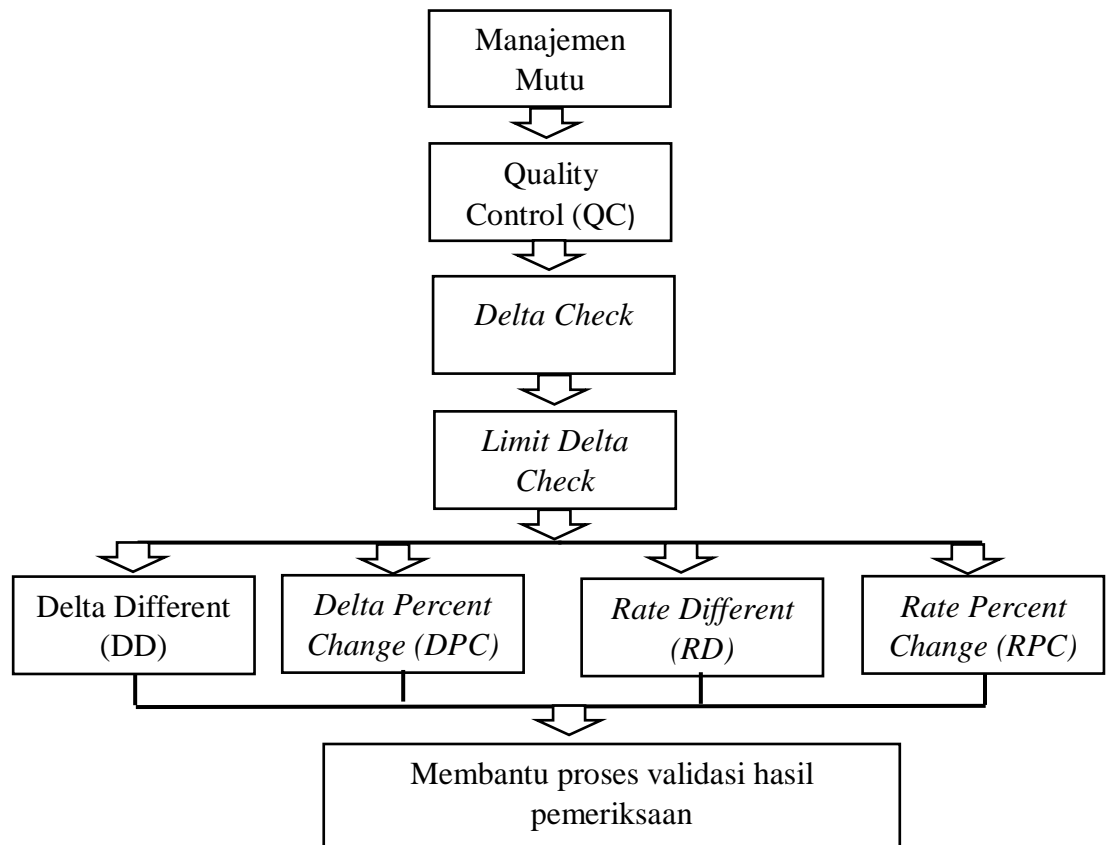 Manajemen
Mutu
Quality
Control (QC)
Delta Check
Limit Delta
Check
Delta Different
(DD)
Delta Percent
Change (DPC)
Rate Different
(RD)
Rate Percent
Change (RPC)
Membantu proses validasi hasil
pemeriksaan